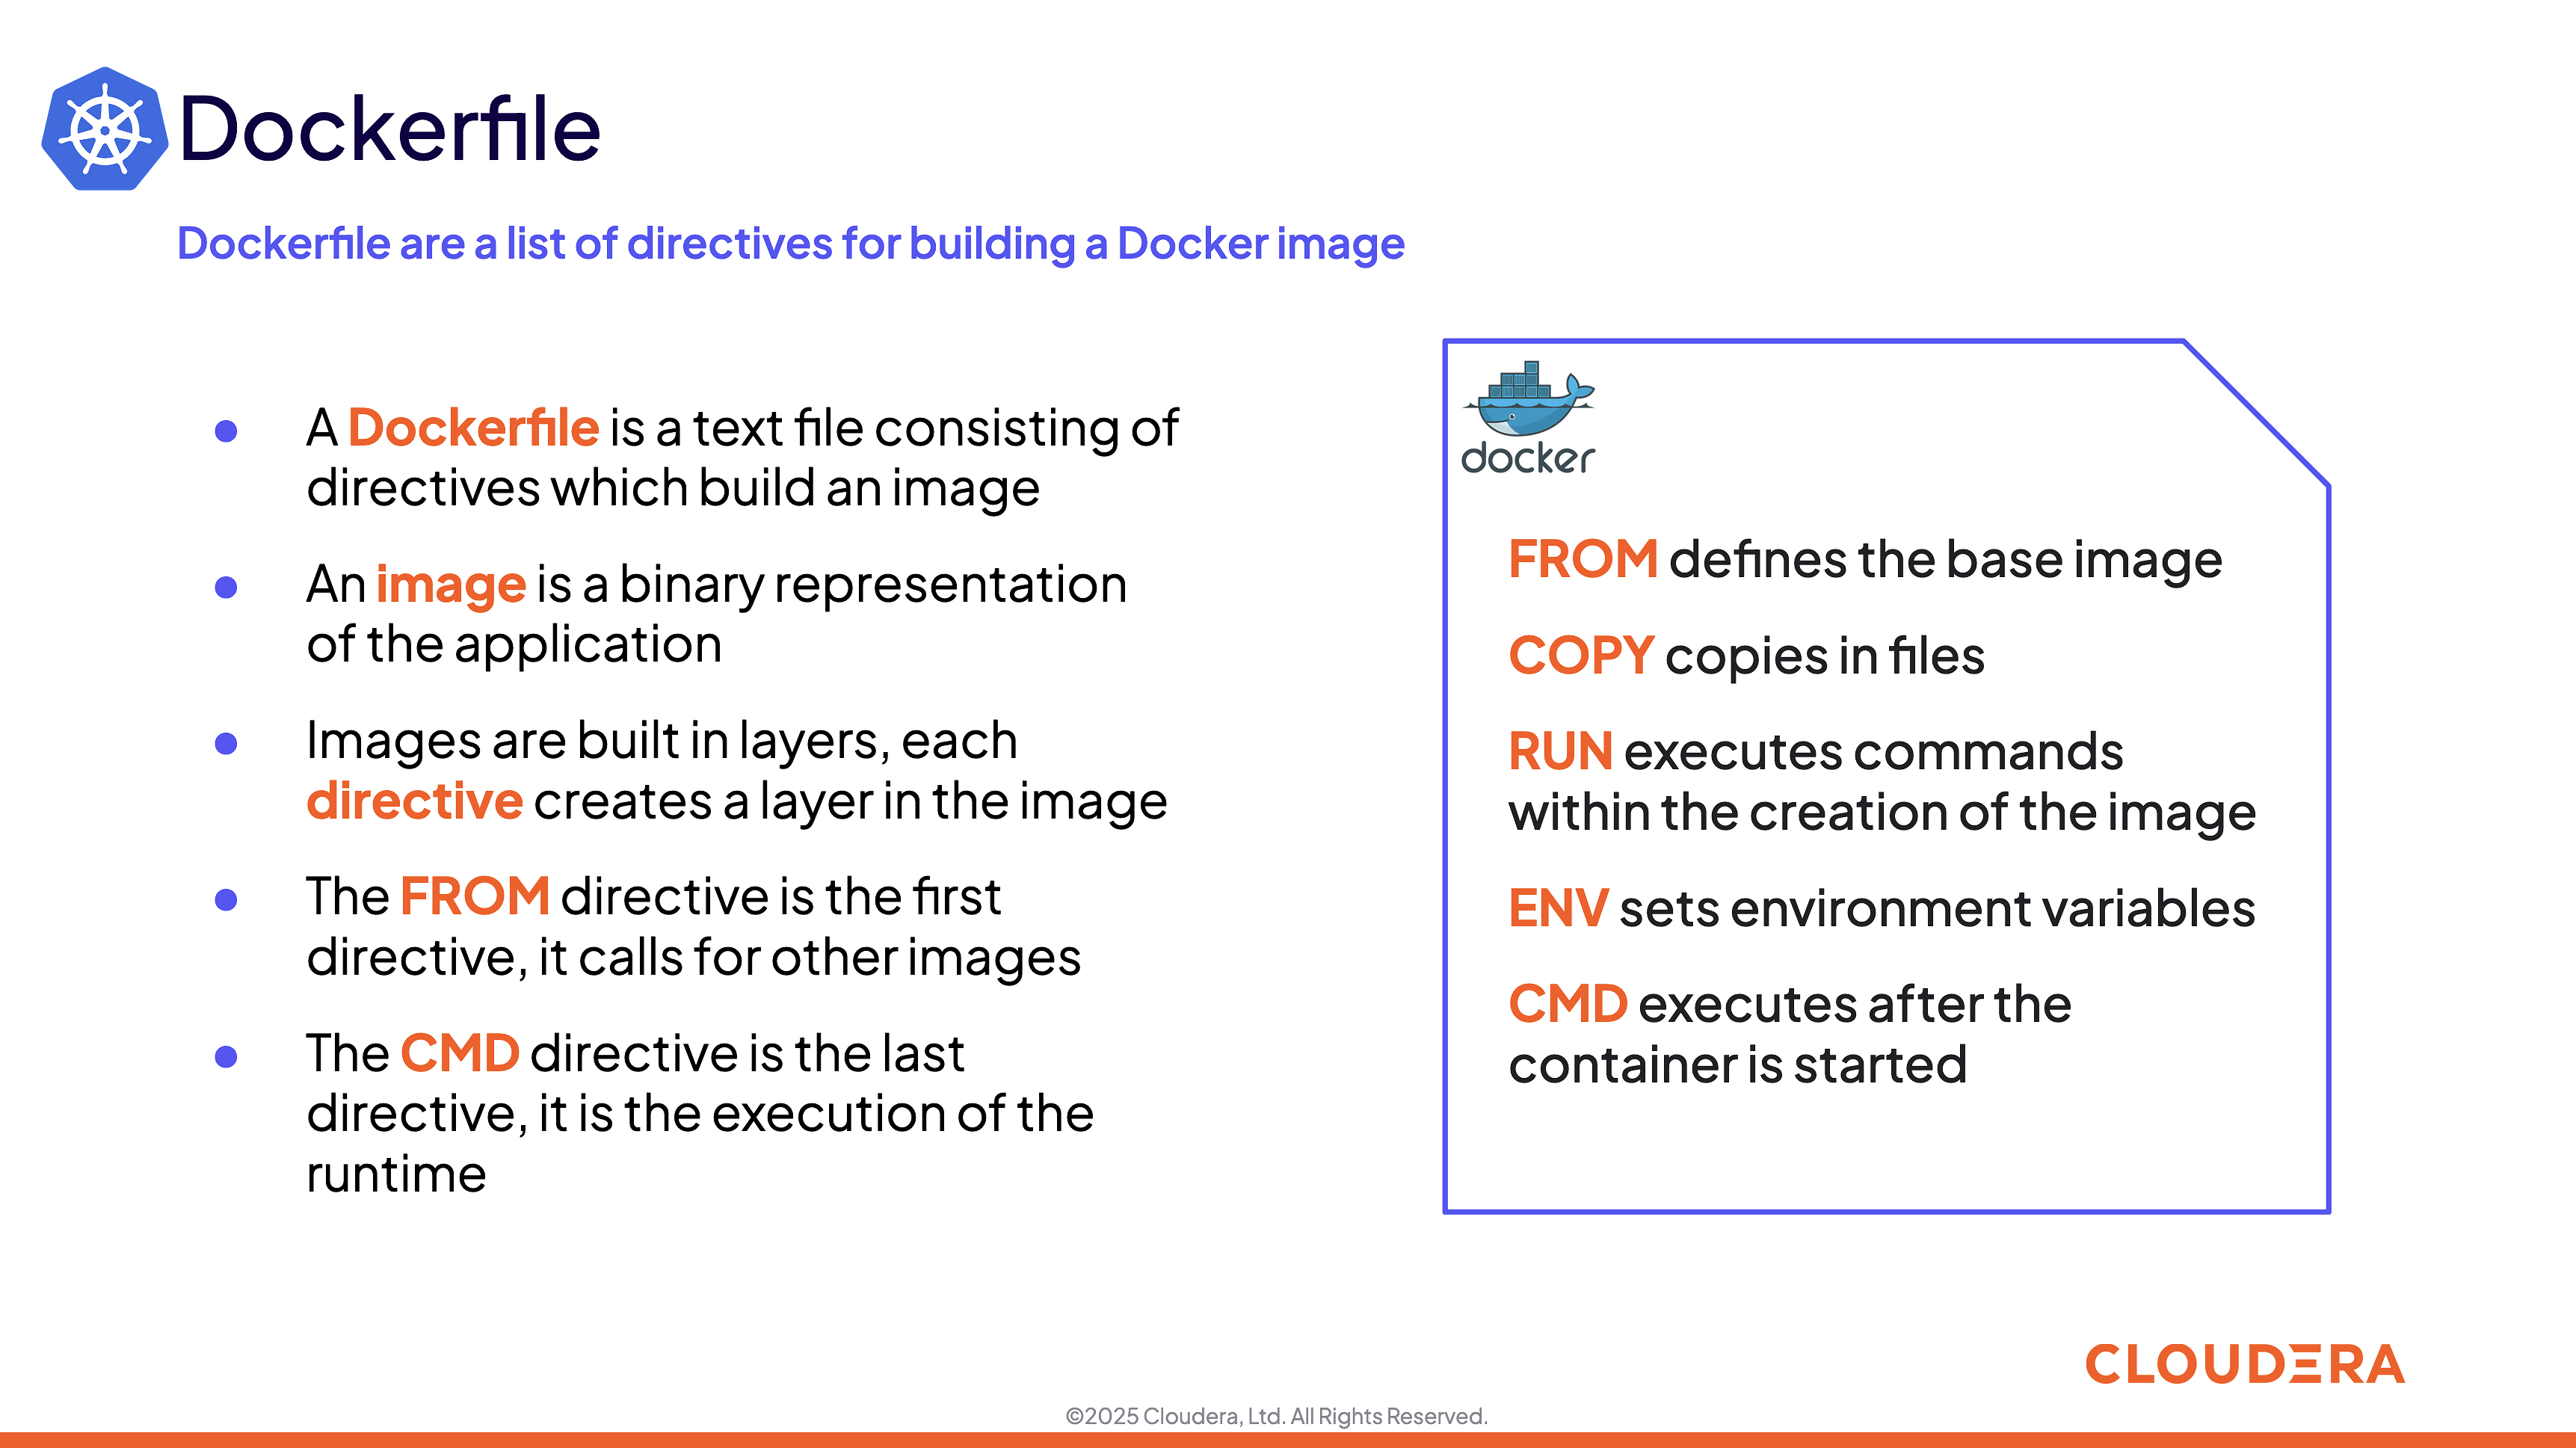 Dockerfile
Dockerfile are a list of directives for building a Docker image
A Dockerfile is a text file consisting of
directives which build an image
An image is a binary representation
of the application
Images are built in layers, each
directive creates a layer in the image
The FROM directive is the first
directive, it calls for other images
The CMD directive is the last
directive, it is the execution of the
runtime
docker
FROM defines the base image
COPY copies in files
RUN executes commands
within the creation of the image
ENV sets environment variables
CMD executes after the
container is started
CLOUDERA
©2025 Cloudera, Ltd. All Rights Reserved.